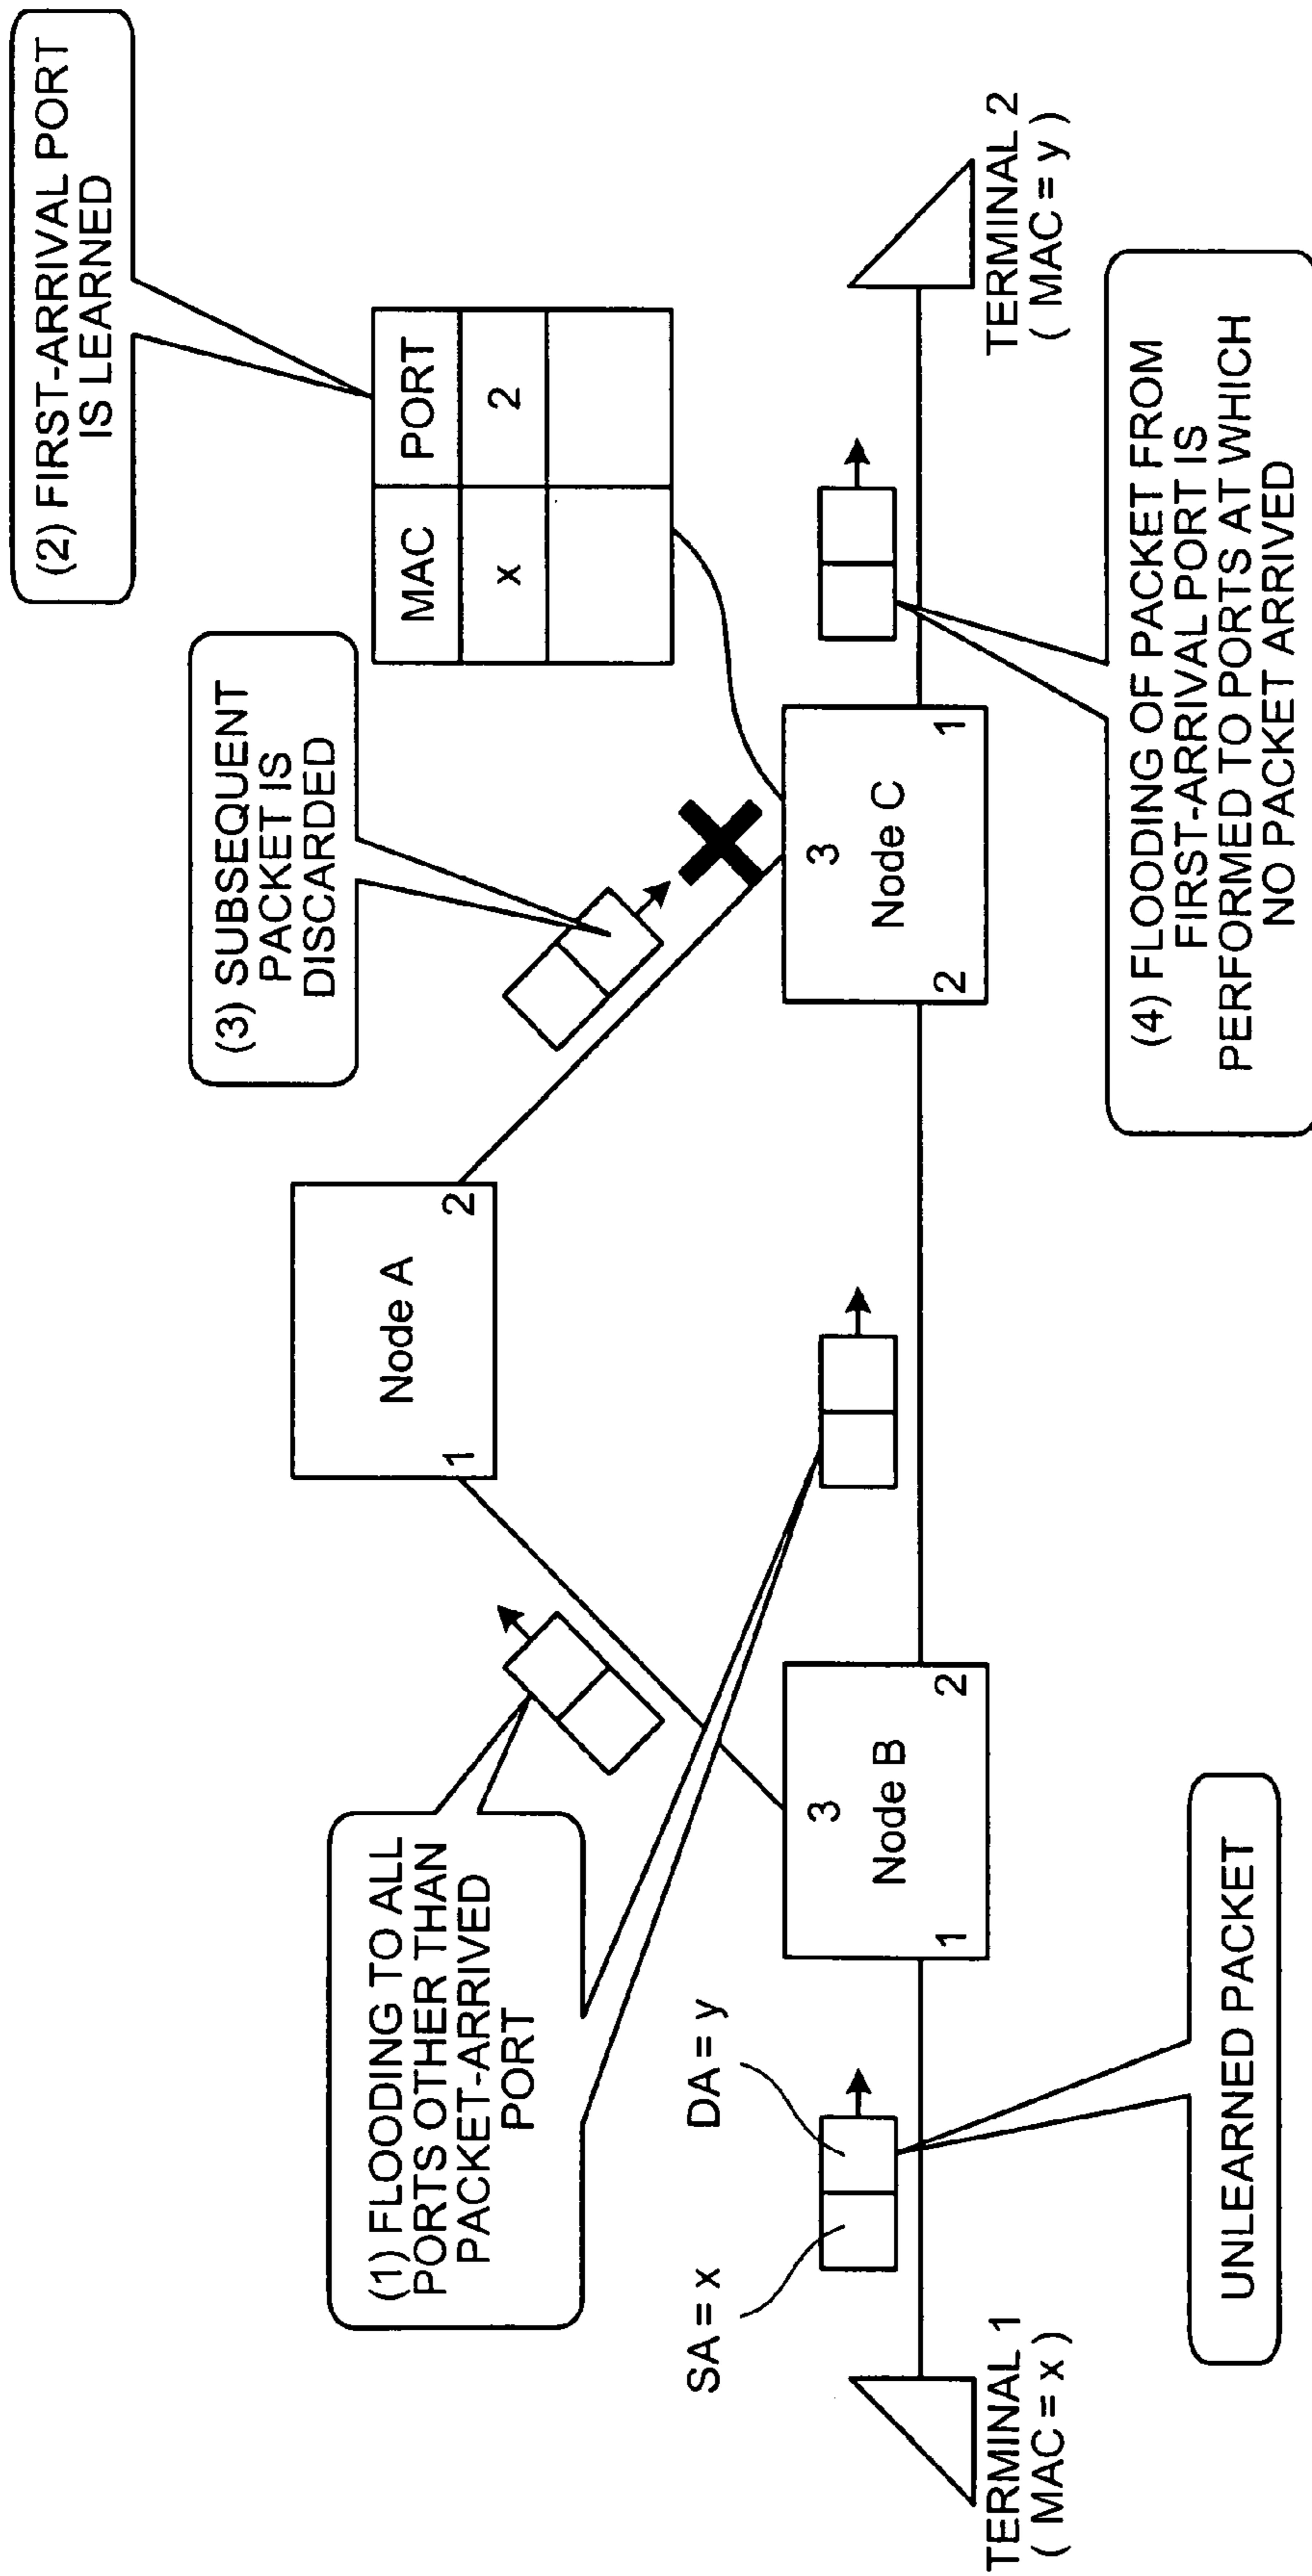 (2) FIRST-ARRIVAL PORT
IS LEARNED
(3) SUBSEQUENT
PACKET IS
DISCARDED
MAC PORT
x 2
(1) FLOODING TO ALL
PORTS OTHER THAN
PACKET-ARRIVED
PORT
1
Node A
2
SA = x
DA = y
3
Node B
1
2
3
Node C
2
1
TERMINAL 1
( MAC = x )
TERMINAL 2
( MAC = y )
UNLEARNED PACKET
(4) FLOODING OF PACKET FROM
FIRST-ARRIVAL PORT IS
PERFORMED TO PORTS AT WHICH
NO PACKET ARRIVED